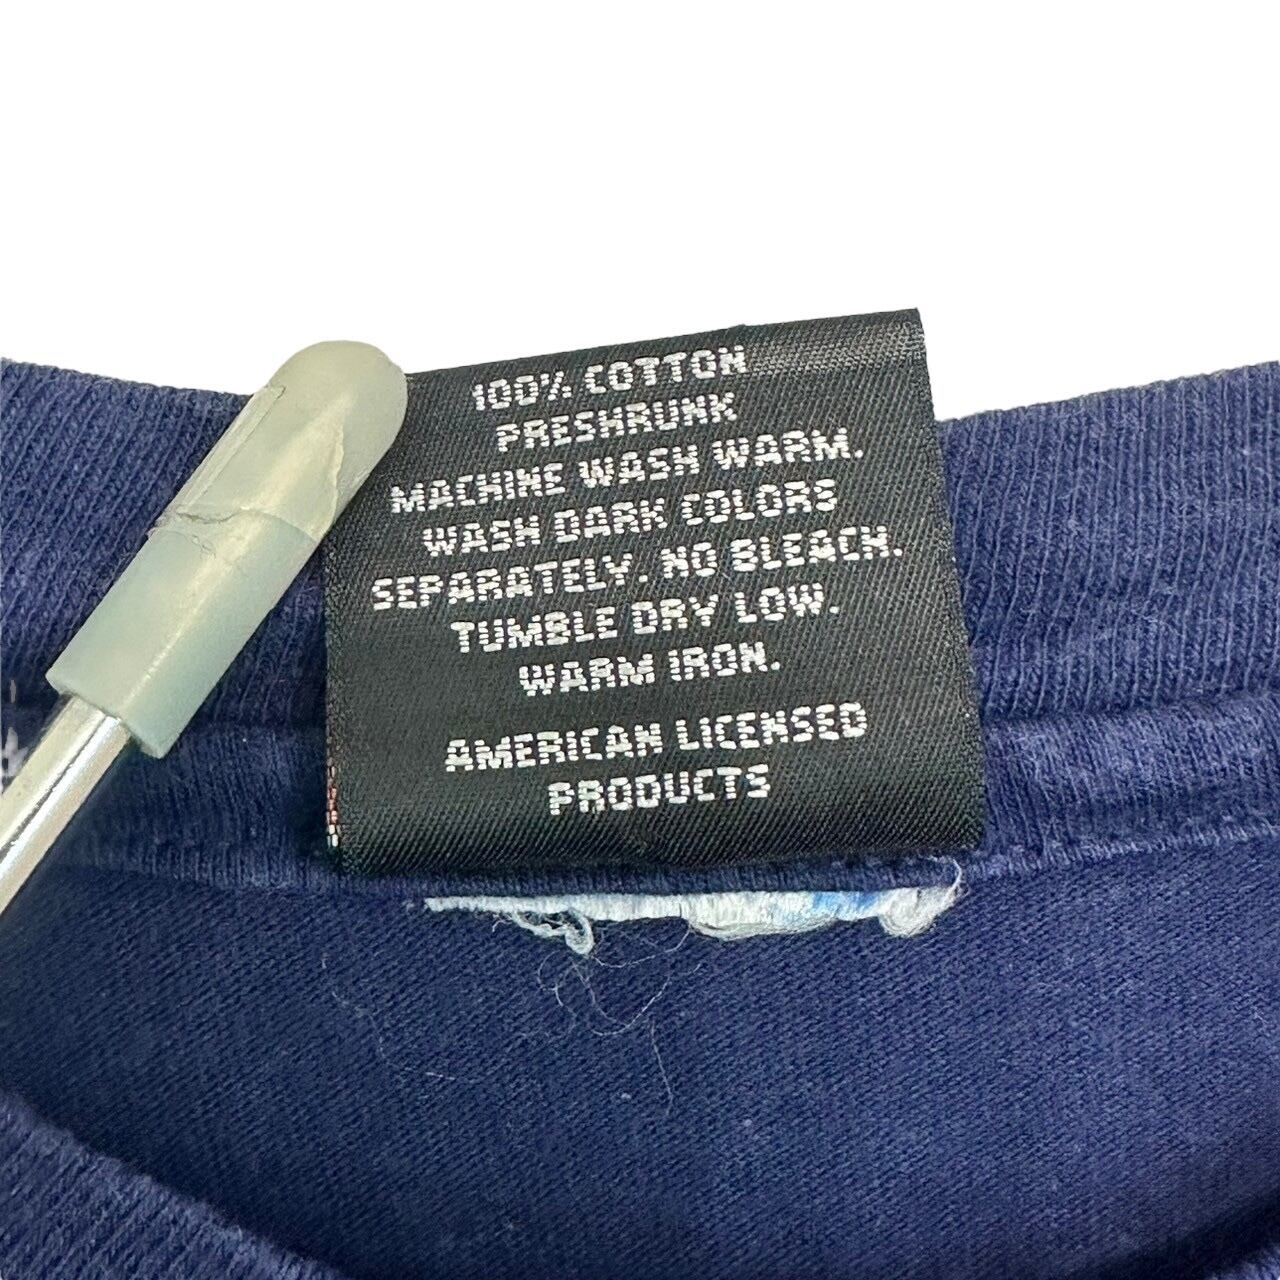 100% COTTON
PRESHRUNK
MACHINE WASH WARM.
WASH DARK COLORS
SEPARATELY. NO BLEACH.
TUMBLE DRY LOW.
WARM IRON.
AMERICAN LICENSED
PRODUCTS